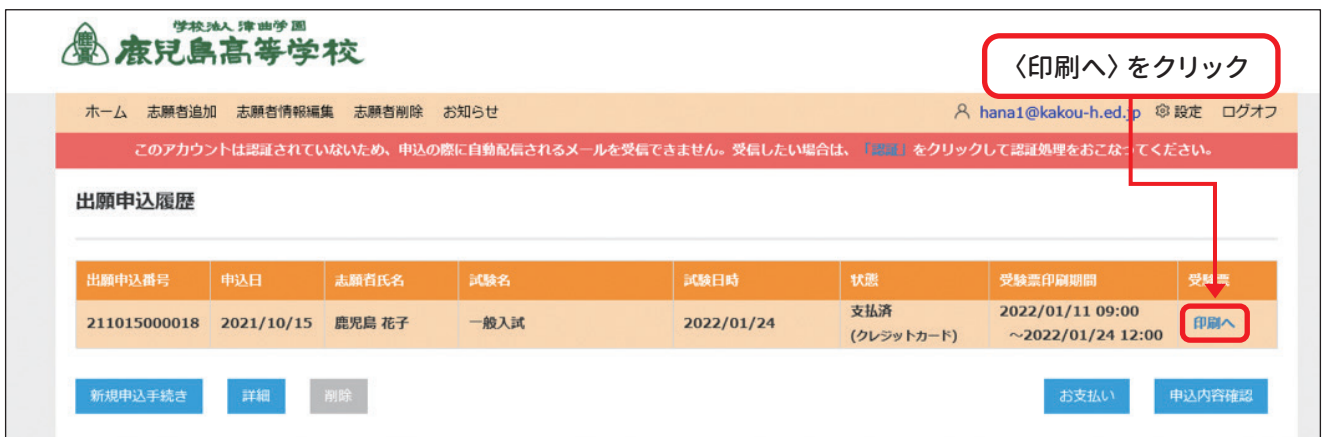 学校法人 津曲学園
鹿児島高等学校
〈印刷へ〉をクリック
ホーム 志願者追加 志願者情報編集 志願者削除 お知らせ hana1@kakou-h.ed.jp 設定 ログオフ
このアカウントは認証されていないため、申込の際に自動配信されるメールを受信できません。受信したい場合は、「認証」をクリックして認証処理をおこなってください。
出願申込履歴
出願申込番号 申込日 志願者氏名 試験名 試験日時 状態 受験票印刷期間 受験票
211015000018 2021/10/15 鹿児島 花子 一般入試 2022/01/24 支払済 2022/01/11 09:00 印刷へ
(クレジットカード) ～2022/01/24 12:00
新規申込手続き 詳細 削除 お支払い 申込内容確認